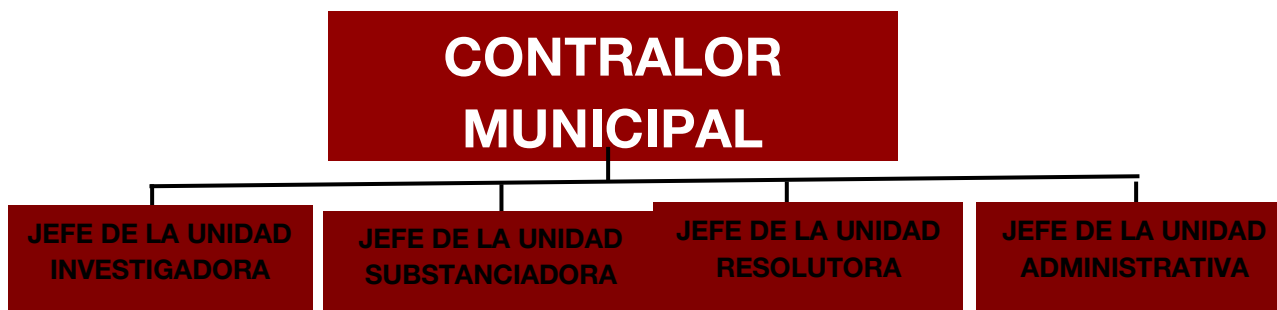 CONTRALOR
MUNICIPAL
JEFE DE LA UNIDAD
INVESTIGADORA
JEFE DE LA UNIDAD
SUBSTANCIADORA
JEFE DE LA UNIDAD
RESOLUTORA
JEFE DE LA UNIDAD
ADMINISTRATIVA